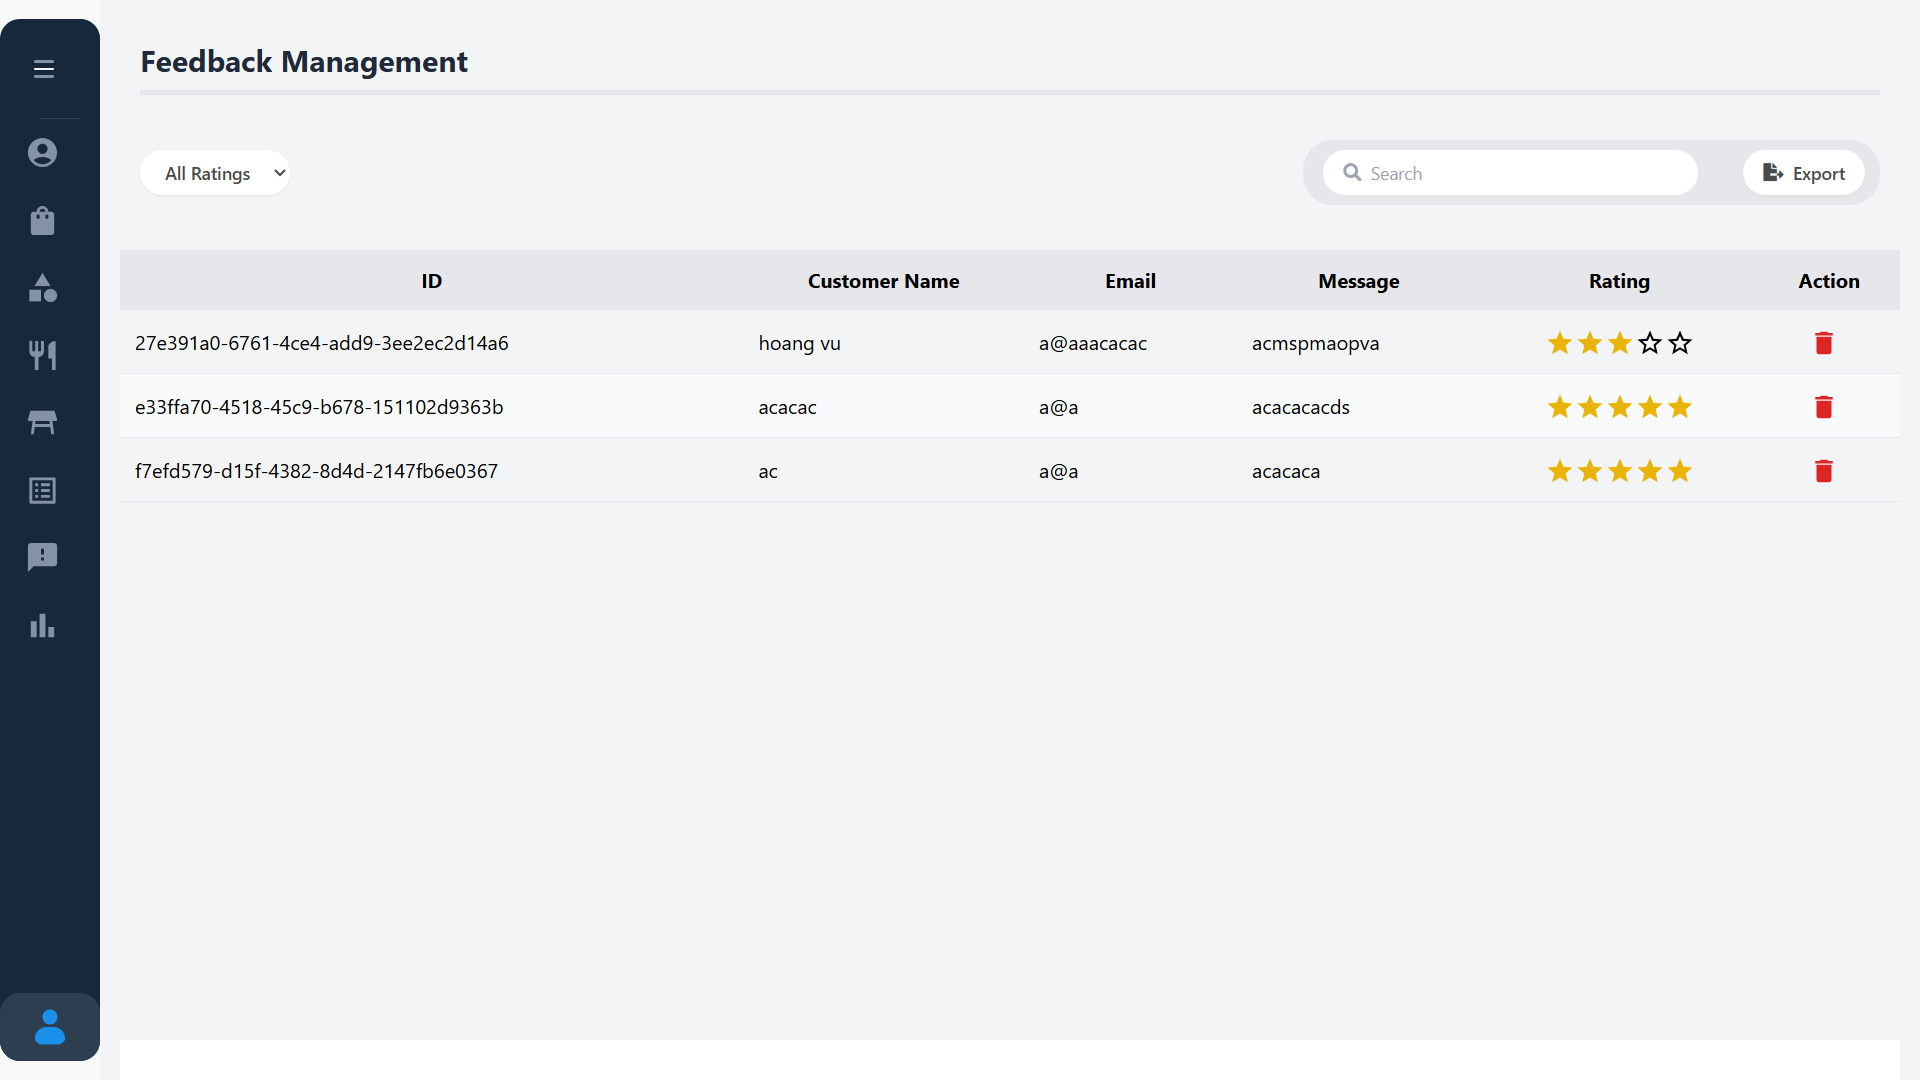 Feedback Management
All Ratings
Search
Export
ID Customer Name Email Message Rating Action
27e391a0-6761-4ce4-add9-3ee2ec2d14a6 hoang vu a@aaacacac acmspmaopva
e33ffa70-4518-45c9-b678-151102d9363b acacac a@a acacacacds
f7efd579-d15f-4382-8d4d-2147fb6e0367 ac a@a acacaca